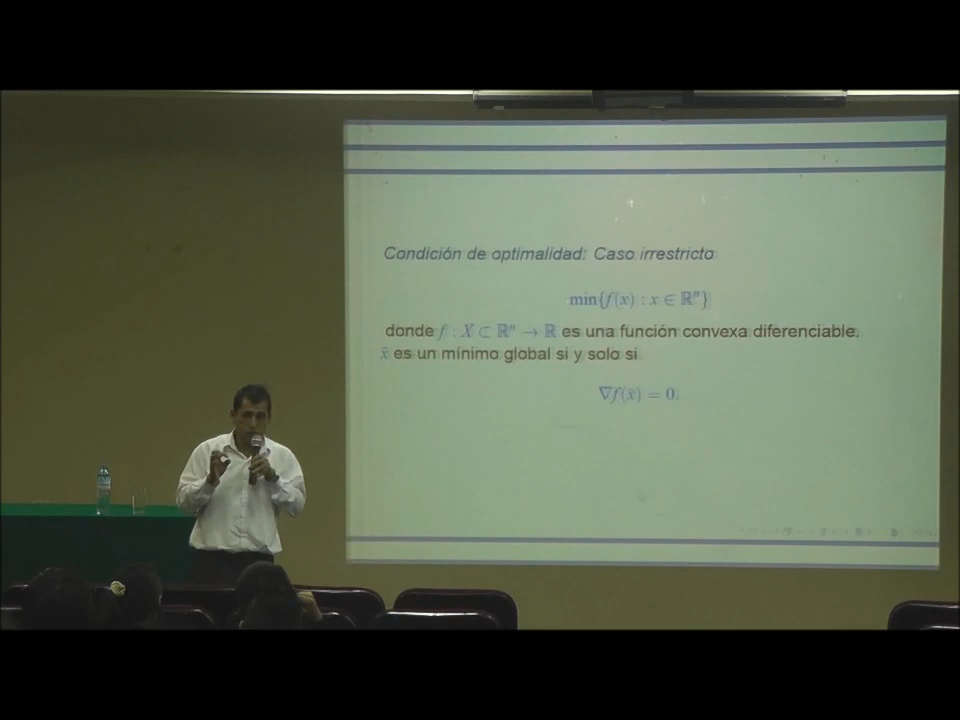 Condición de optimalidad: Caso irrestricto
min{f(x) : x ∈ ℝⁿ}
donde f : X ⊂ ℝⁿ → ℝ es una función convexa diferenciable.
x̄ es un mínimo global si y solo si
∇f(x̄) = 0.